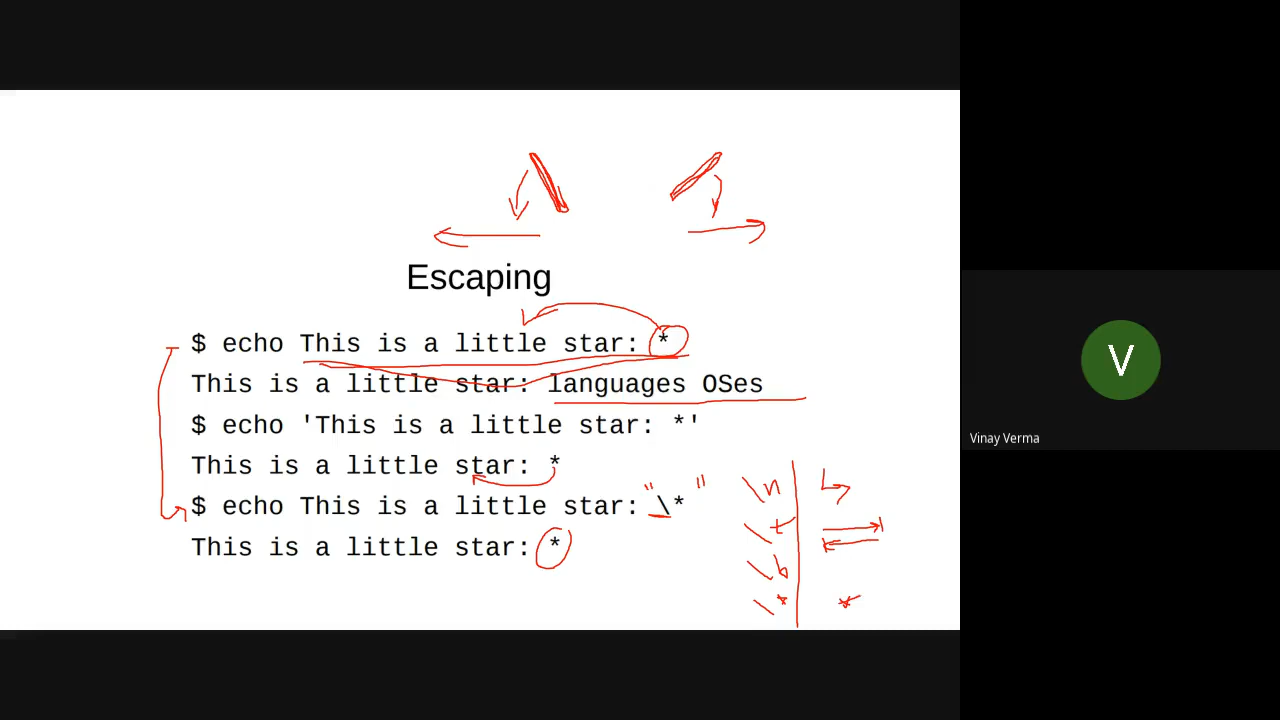 Escaping
$ echo This is a little star: *
This is a little star: languages OSes
$ echo 'This is a little star: *'
This is a little star: *
$ echo This is a little star: "\*"
This is a little star: *
\n
\t
\b
\* *
V
Vinay Verma